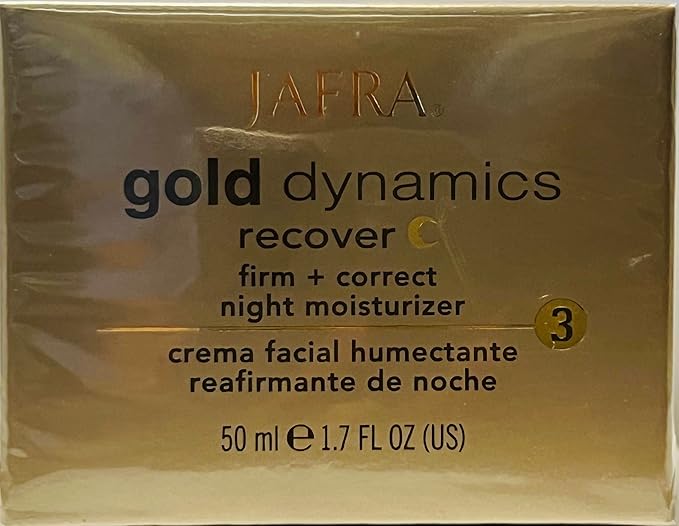 JAFRA®
gold dynamics
recover
firm + correct
night moisturizer
3
crema facial humectante
reafirmante de noche
50 ml ℮ 1.7 FL OZ (US)